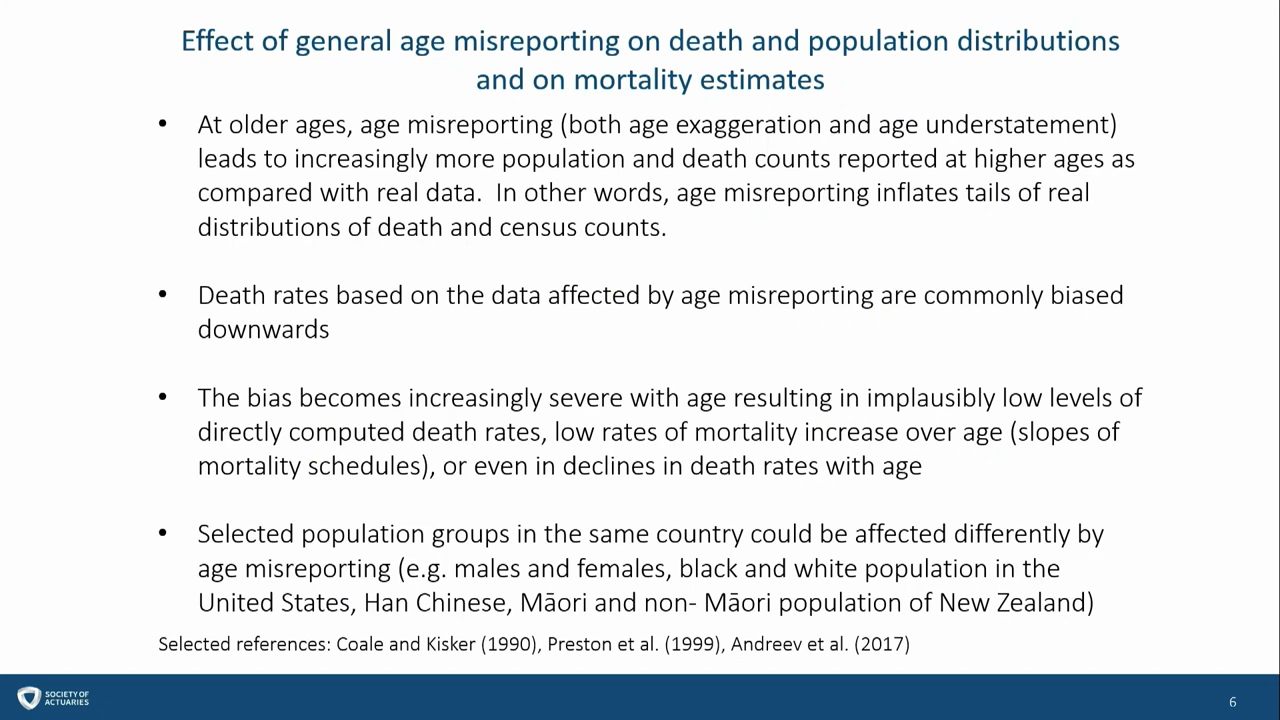 Effect of general age misreporting on death and population distributions
and on mortality estimates
• At older ages, age misreporting (both age exaggeration and age understatement)
leads to increasingly more population and death counts reported at higher ages as
compared with real data.  In other words, age misreporting inflates tails of real
distributions of death and census counts.
• Death rates based on the data affected by age misreporting are commonly biased
downwards
• The bias becomes increasingly severe with age resulting in implausibly low levels of
directly computed death rates, low rates of mortality increase over age (slopes of
mortality schedules), or even in declines in death rates with age
• Selected population groups in the same country could be affected differently by
age misreporting (e.g. males and females, black and white population in the
United States, Han Chinese, Māori and non- Māori population of New Zealand)
Selected references: Coale and Kisker (1990), Preston et al. (1999), Andreev et al. (2017)
SOCIETY OF
ACTUARIES
6